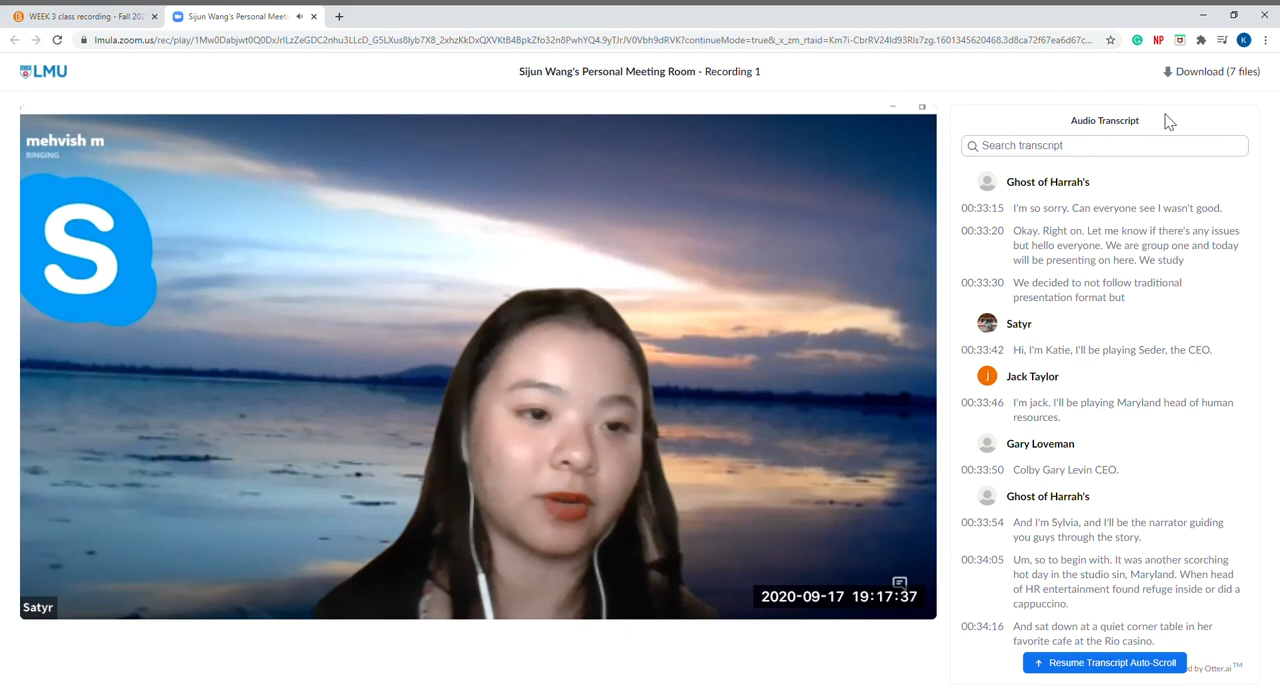 WEEK 3 class recording - Fall 202
Sijun Wang's Personal Meeti
lmula.zoom.us/rec/play/
LMU
Sijun Wang's Personal Meeting Room - Recording 1
Download (7 files)
mehvish m
RINGING
S
Satyr
2020-09-17 19:17:37
Audio Transcript
Search transcript
Ghost of Harrah's
00:33:15 I'm so sorry. Can everyone see I wasn't good.
00:33:20 Okay. Right on. Let me know if there's any issues
but hello everyone. We are group one and today
will be presenting on here. We study
00:33:30 We decided to not follow traditional
presentation format but
Satyr
00:33:42 Hi, I'm Katie, I'll be playing Seder, the CEO.
J
Jack Taylor
00:33:46 I'm jack. I'll be playing Maryland head of human
resources.
Gary Loveman
00:33:50 Colby Gary Levin CEO.
Ghost of Harrah's
00:33:54 And I'm Sylvia, and I'll be the narrator guiding
you guys through the story.
00:34:05 Um, so to begin with. It was another scorching
hot day in the studio sin, Maryland. When head
of HR entertainment found refuge inside or did a
cappuccino.
00:34:16 And sat down at a quiet corner table in her
favorite cafe at the Rio casino.
Resume Transcript Auto-Scroll
d by Otter.ai TM
NP
K